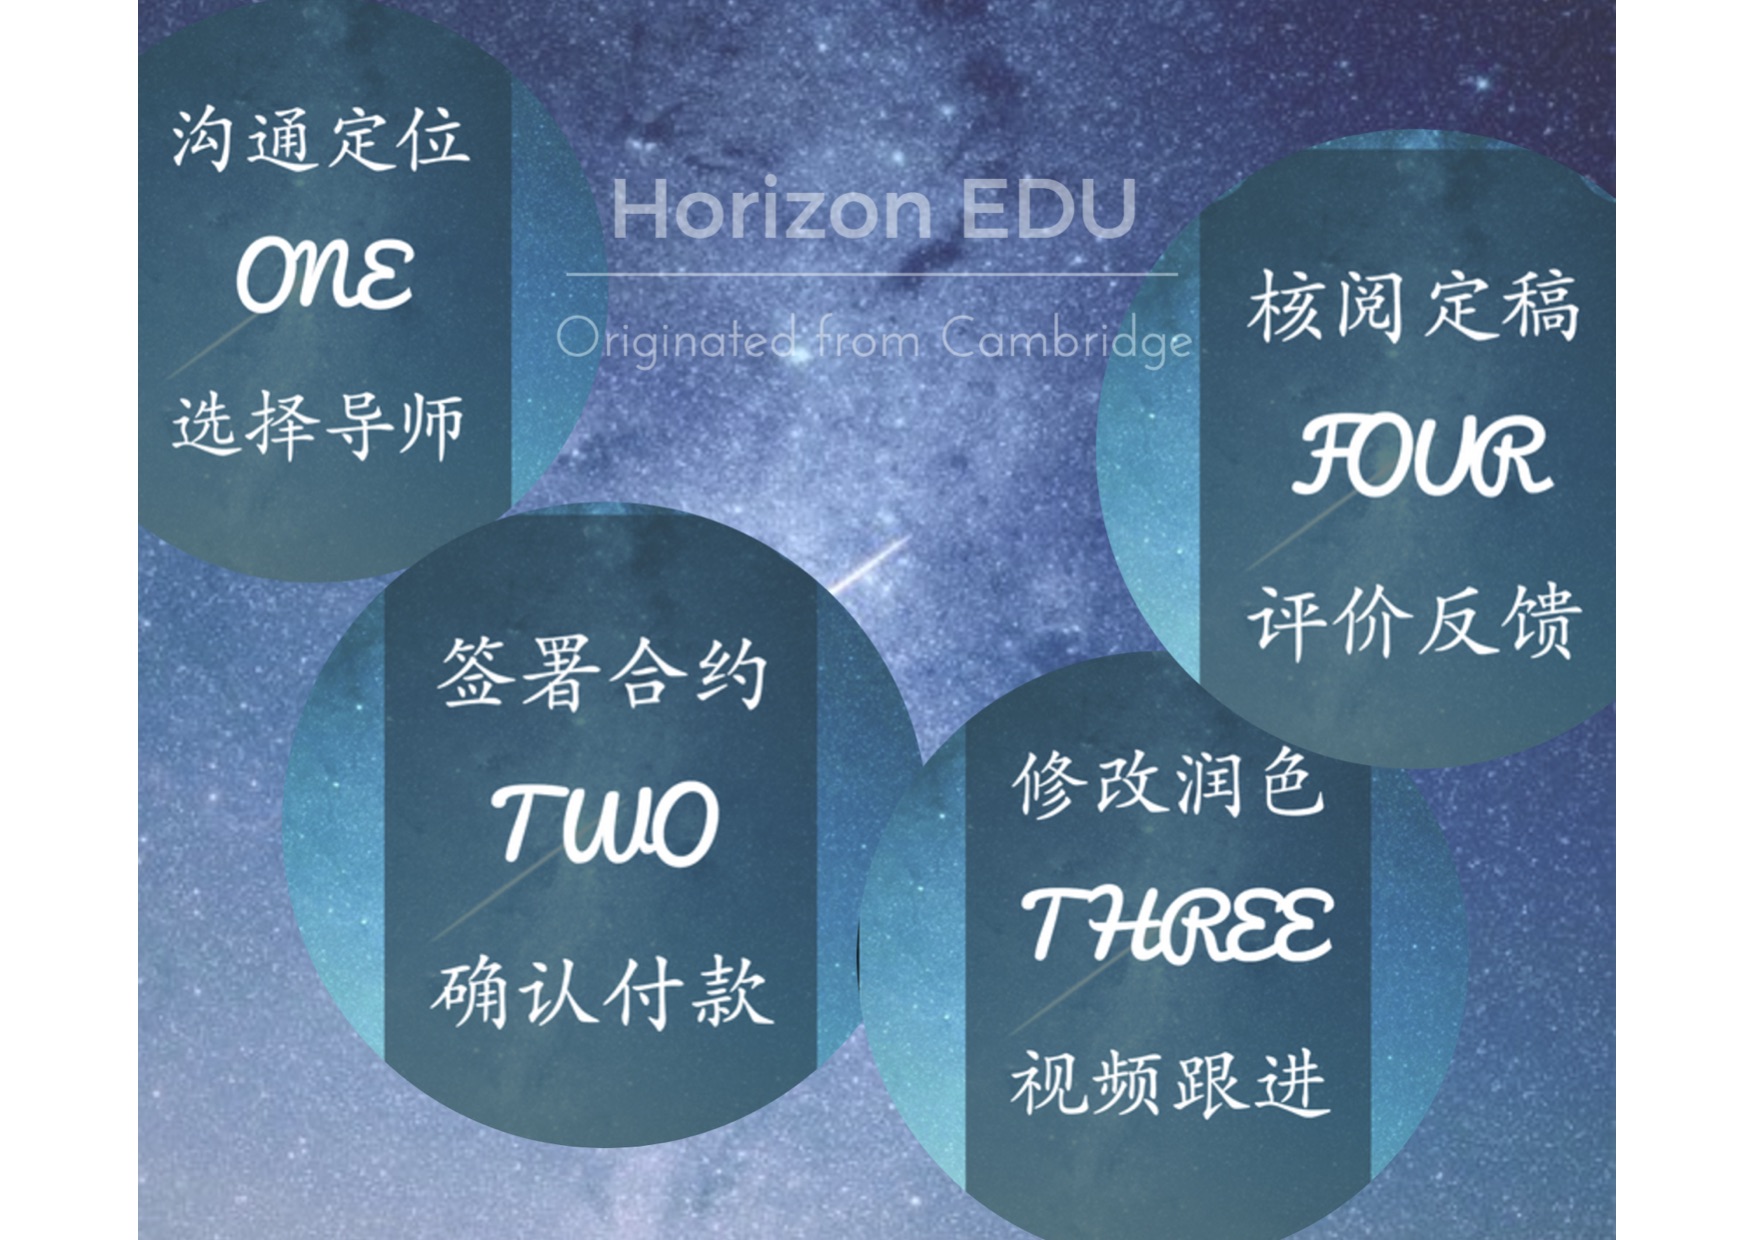 Horizon EDU
Originated from Cambridge
沟通定位
ONE
选择导师
签署合约
TWO
确认付款
修改润色
THREE
视频跟进
核阅定稿
FOUR
评价反馈